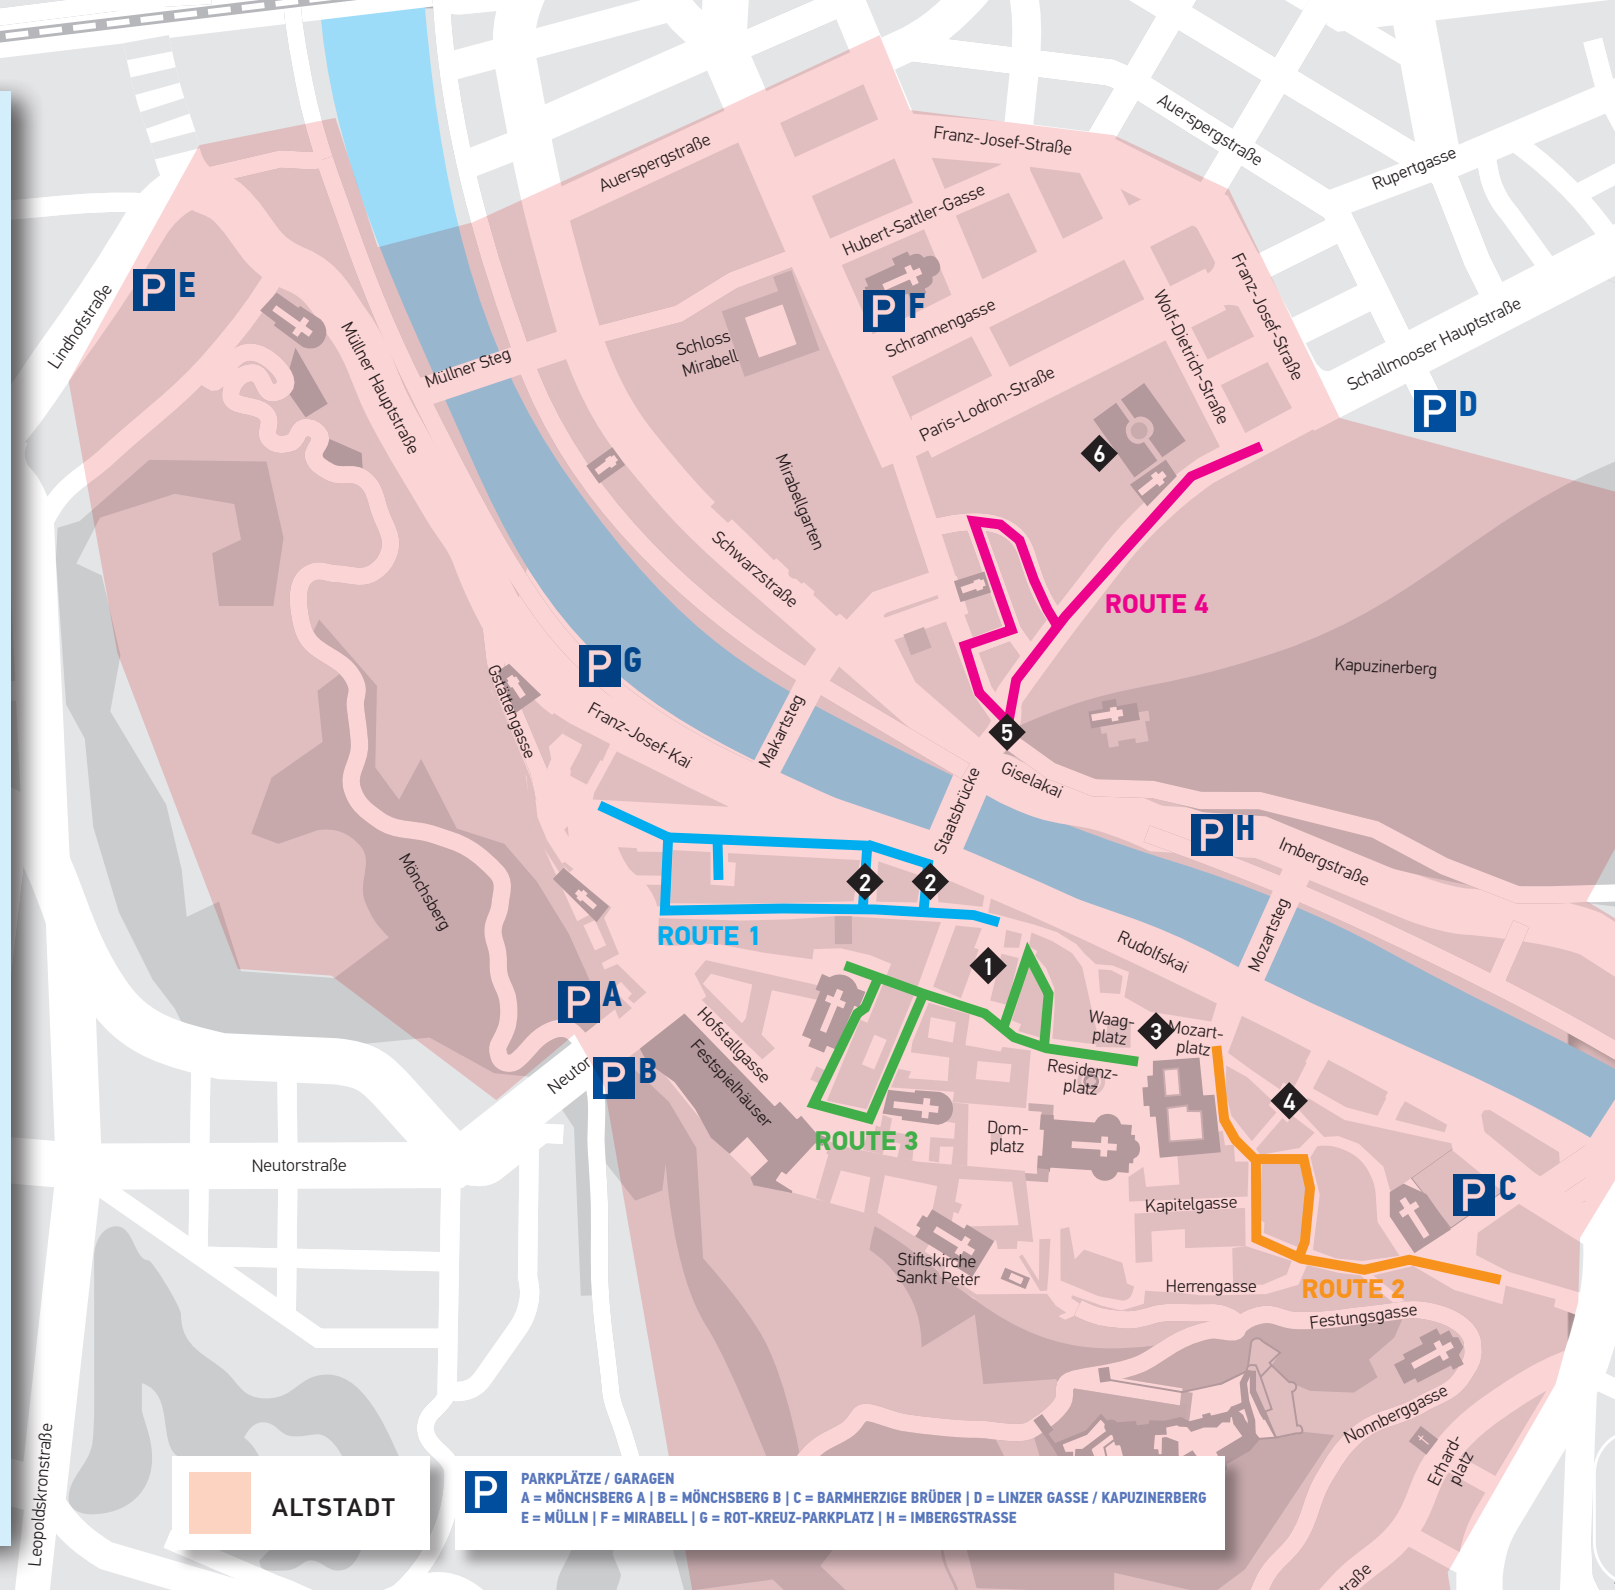 Auerspergstraße
Franz-Josef-Straße
Auerspergstraße
Rupertgasse
Hubert-Sattler-Gasse
P E
Lindhofstraße
P F
Schrannengasse
Schloss
Mirabell
Müllner Steg
Müllner Hauptstraße
Wolf-Dietrich-Straße
Franz-Josef-Straße
Schallmooser Hauptstraße
P D
Paris-Lodron-Straße
6
Mirabellgarten
Schwarzstraße
ROUTE 4
P G
Kapuzinerberg
Gstättengasse
Franz-Josef-Kai
Makartsteg
5
Giselakai
Staatsbrücke
P H
Imbergstraße
Mönchsberg
2
2
ROUTE 1
Rudolfskai
Mozartsteg
1
P A
Hofstallgasse
Festspielhäuser
Waag-
platz
3
Mozart-
platz
Residenz-
platz
Neutor
P B
4
ROUTE 3
Dom-
platz
Neutorstraße
Kapitelgasse
P C
Stiftskirche
Sankt Peter
Herrengasse
ROUTE 2
Festungsgasse
Nonnberggasse
Erhard-
platz
Leopoldskronstraße
raße
ALTSTADT
P
PARKPLÄTZE / GARAGEN
A = MÖNCHSBERG A | B = MÖNCHSBERG B | C = BARMHERZIGE BRÜDER | D = LINZER GASSE / KAPUZINERBERG
E = MÜLLN | F = MIRABELL | G = ROT-KREUZ-PARKPLATZ | H = IMBERGSTRASSE